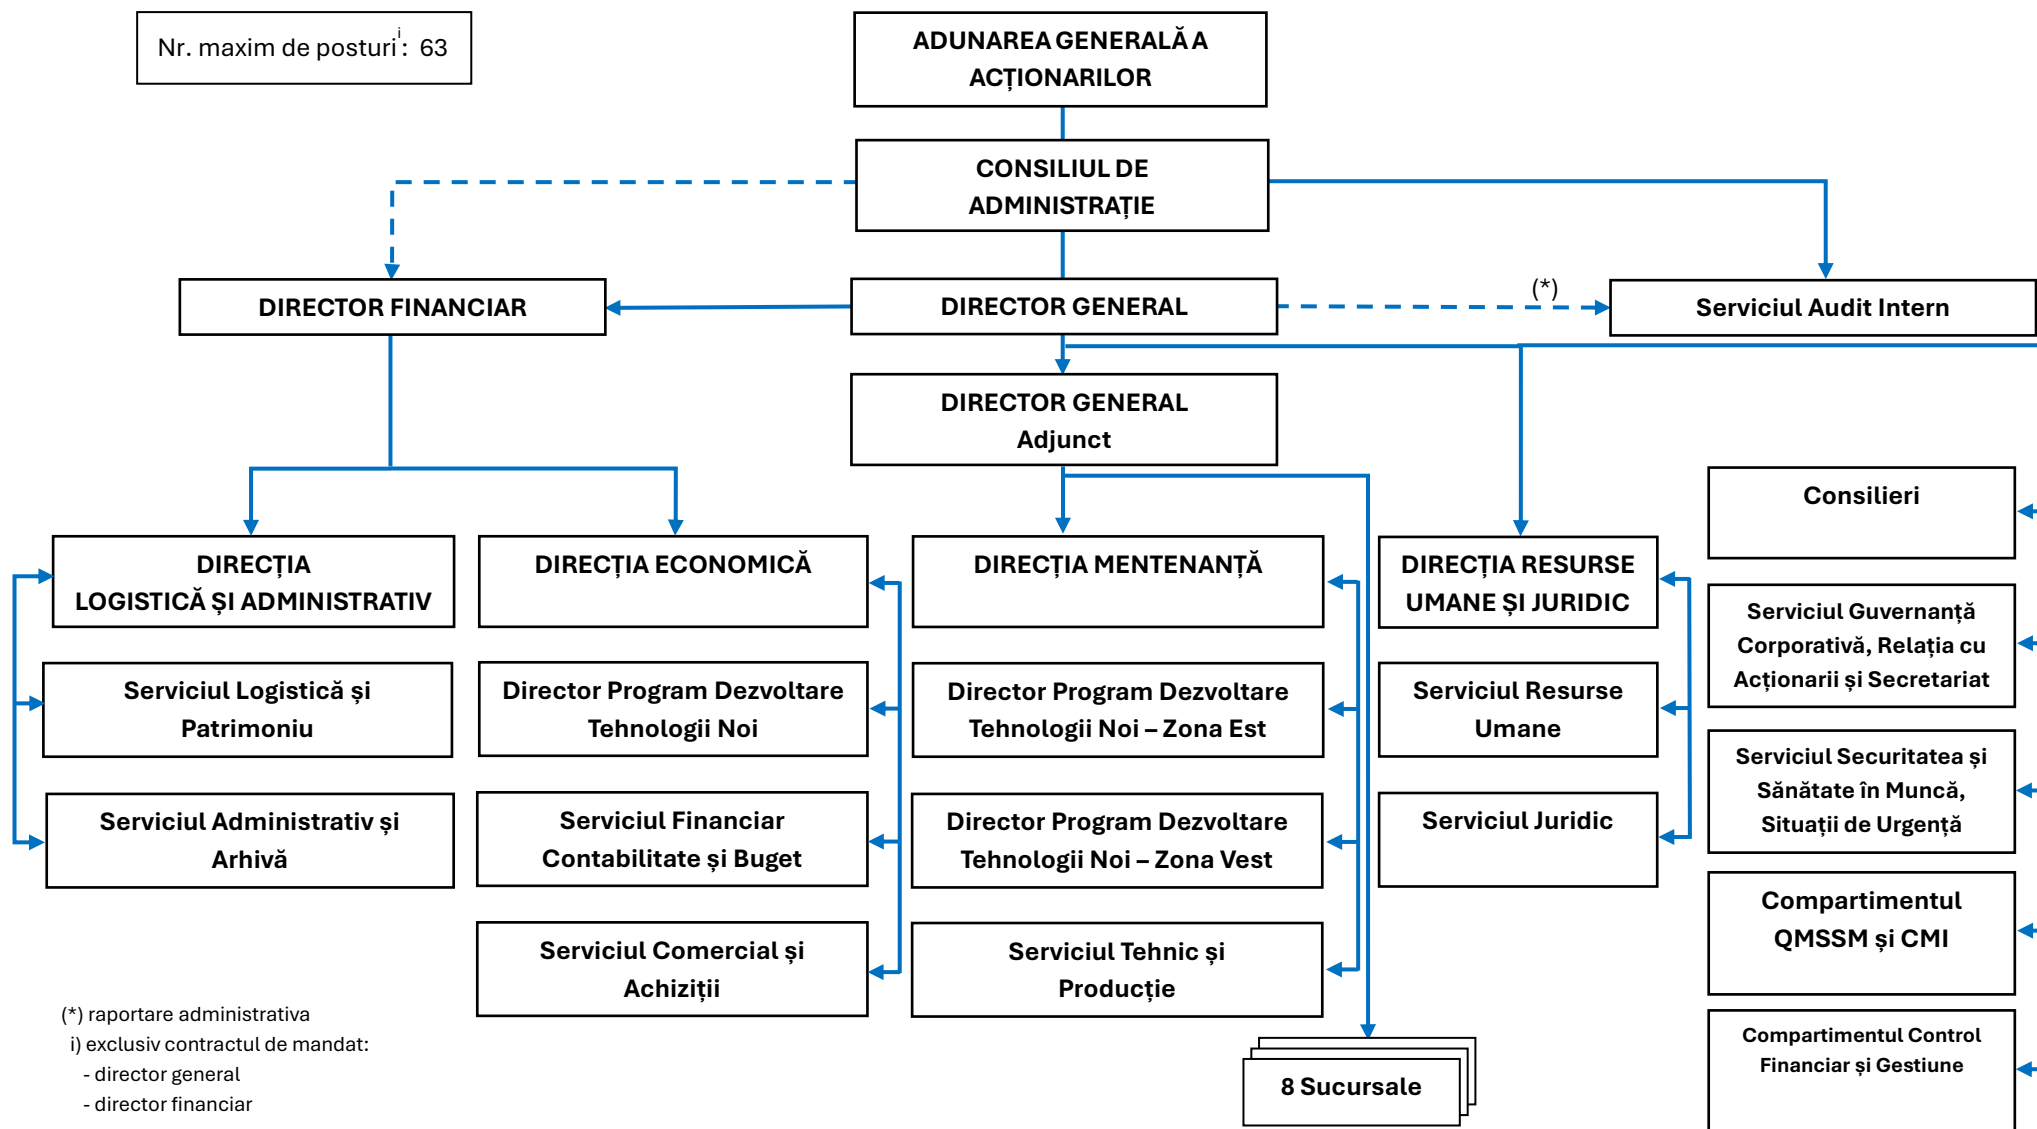 Nr. maxim de posturi i: 63
ADUNAREA GENERALĂ A
ACȚIONARILOR
CONSILIUL DE
ADMINISTRAȚIE
DIRECTOR FINANCIAR
DIRECTOR GENERAL
(*)
Serviciul Audit Intern
DIRECTOR GENERAL
Adjunct
DIRECȚIA
LOGISTICĂ ȘI ADMINISTRATIV
Serviciul Logistică și
Patrimoniu
Serviciul Administrativ și
Arhivă
DIRECȚIA ECONOMICĂ
Director Program Dezvoltare
Tehnologii Noi
Serviciul Financiar
Contabilitate și Buget
Serviciul Comercial și
Achiziții
DIRECȚIA MENTENANȚĂ
Director Program Dezvoltare
Tehnologii Noi – Zona Est
Director Program Dezvoltare
Tehnologii Noi – Zona Vest
Serviciul Tehnic și
Producție
8 Sucursale
DIRECȚIA RESURSE
UMANE ȘI JURIDIC
Serviciul Resurse
Umane
Serviciul Juridic
Consilieri
Serviciul Guvernanță
Corporativă, Relația cu
Acționarii și Secretariat
Serviciul Securitatea și
Sănătate în Muncă,
Situații de Urgență
Compartimentul
QMSSM și CMI
Compartimentul Control
Financiar și Gestiune
(*) raportare administrativa
i) exclusiv contractul de mandat:
- director general
- director financiar